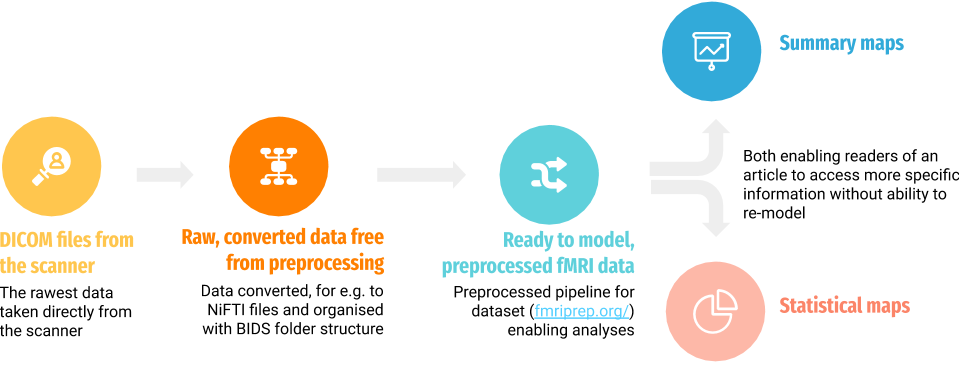 DICOM files from
the scanner
The rawest data
taken directly from
the scanner
Raw, converted data free
from preprocessing
Data converted, for e.g. to
NiFTI files and organised
with BIDS folder structure
Ready to model,
preprocessed fMRI data
Preprocessed pipeline for
dataset (fmriprep.org/)
enabling analyses
Summary maps
Both enabling readers of an
article to access more specific
information without ability to
re-model
Statistical maps